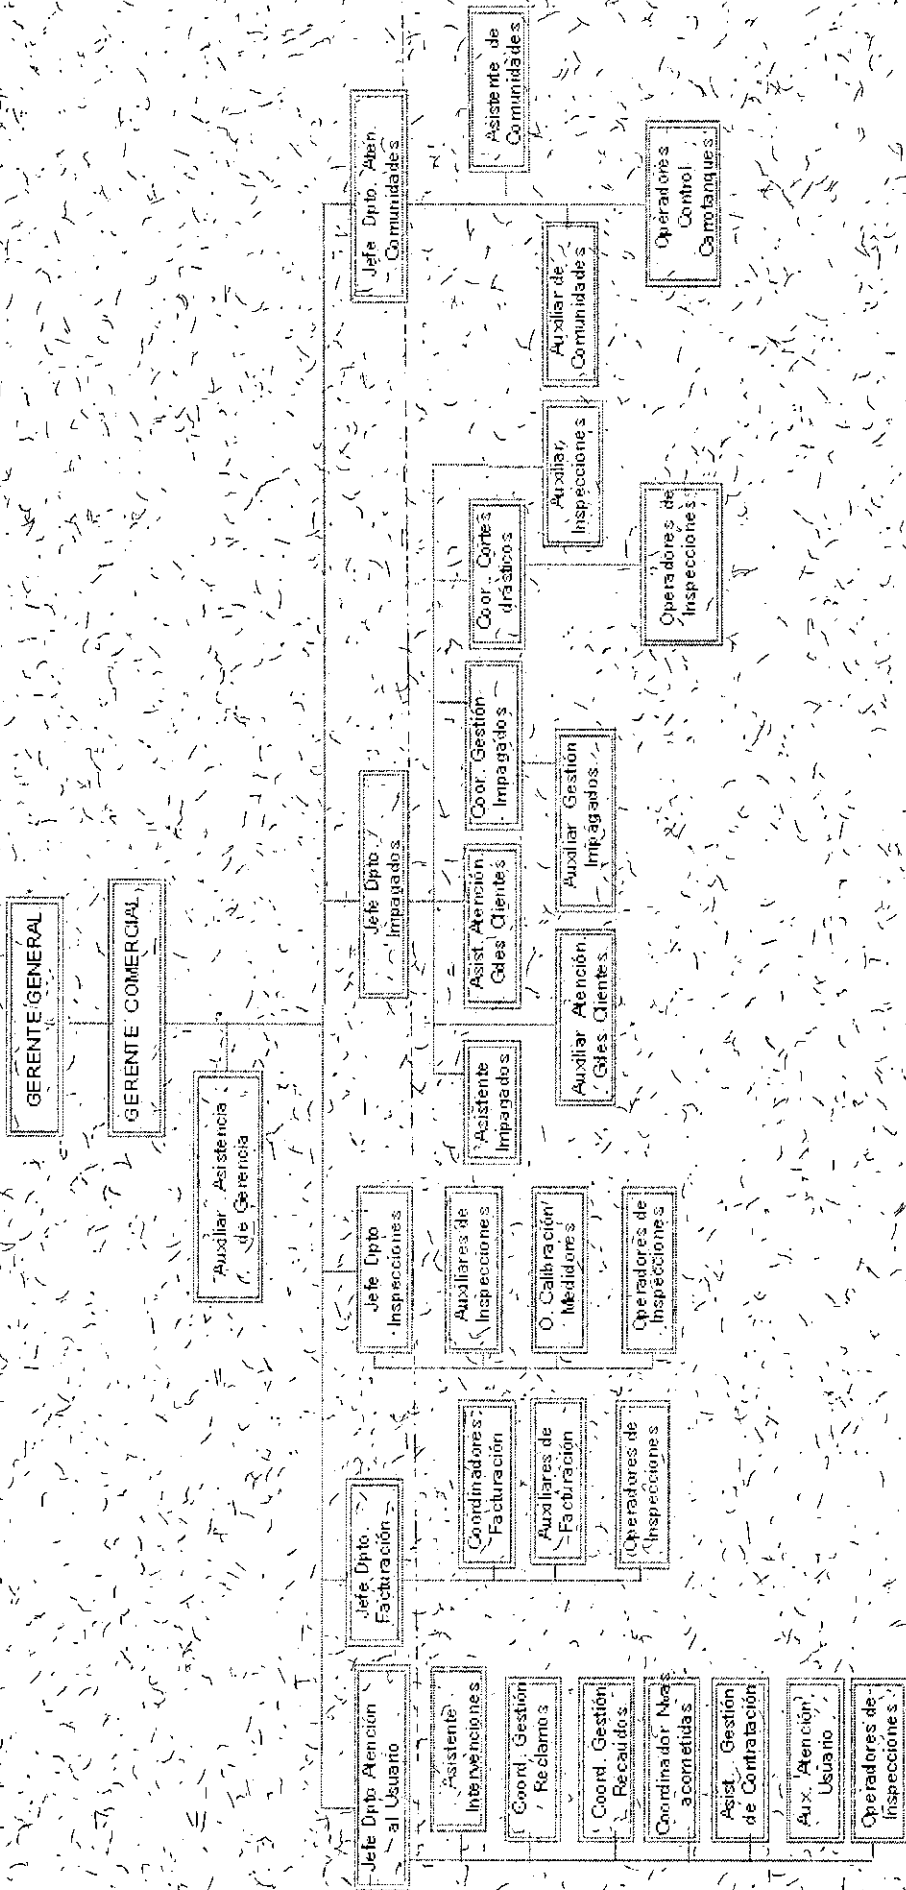 GERENTE GENERAL
GERENTE COMERCIAL
Auxiliar Asistencia
de Gerencia
Jefe Dpto Atención
al Usuario
Asistente
Intervenciones
Coord. Gestión
Reclamos
Coord. Gestión
Recaudos
Coordinador Nvas
acometidas
Asist. Gestión
de Contratación
Aux. Atención
Usuario
Operadores de
Inspecciones
Jefe Dpto.
Facturación
Coordinadores
Facturación
Auxiliares de
Facturación
Operadores de
Inspecciones
Jefe Dpto
Inspecciones
Auxiliares de
Inspecciones
O. Calibración
Medidores
Operadores de
Inspecciones
Jefe Dpto.
Impagados
Asistente
Impagados
Auxiliar Atención
Gdes Clientes
Asist. Atención
Gdes Clientes
Coor. Gestión
Impagados
Auxiliar Gestión
Impagados
Coor. Cortes
drásticos
Operadores de
Inspecciones
Auxiliar
Inspecciones
Jefe Dpto. Aten.
Comunidades
Asistente de
Comunidades
Auxiliar de
Comunidades
Operadores
Control
Carrotanques